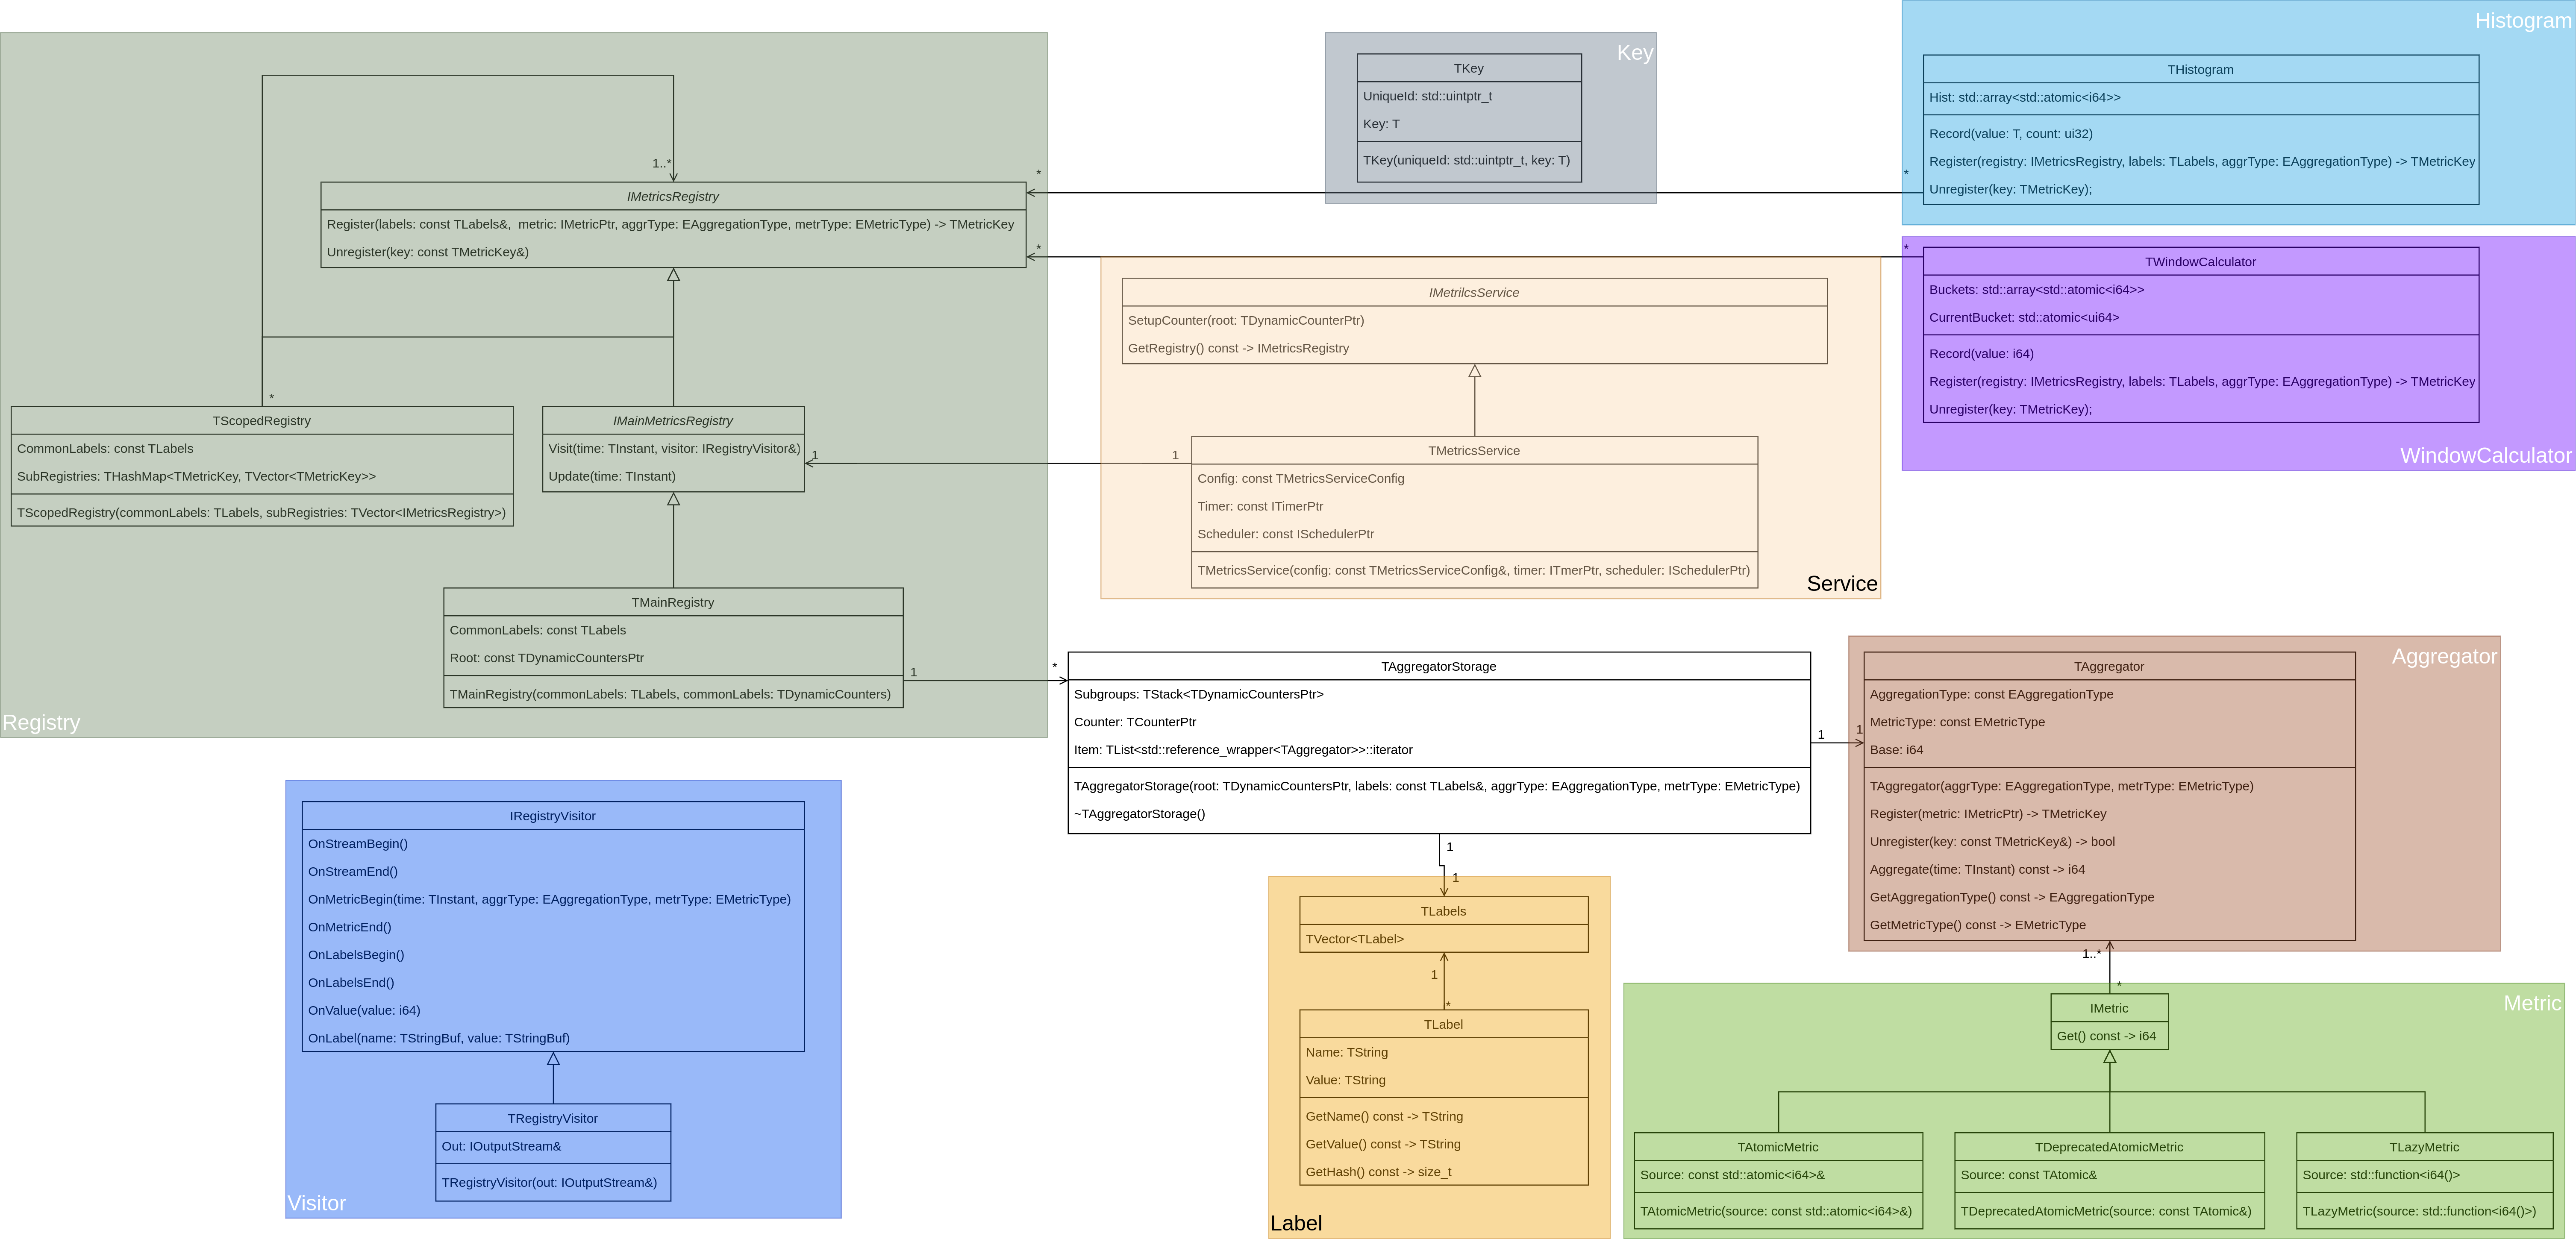 Registry
1..*
IMetricsRegistry
Register(labels: const TLabels&,  metric: IMetricPtr, aggrType: EAggregationType, metrType: EMetricType) -> TMetricKey
Unregister(key: const TMetricKey&)
*
*
*
TScopedRegistry
CommonLabels: const TLabels
SubRegistries: THashMap<TMetricKey, TVector<TMetricKey>>
TScopedRegistry(commonLabels: TLabels, subRegistries: TVector<IMetricsRegistry>)
IMainMetricsRegistry
Visit(time: TInstant, visitor: IRegistryVisitor&)
Update(time: TInstant)
1
TMainRegistry
CommonLabels: const TLabels
Root: const TDynamicCountersPtr
TMainRegistry(commonLabels: TLabels, commonLabels: TDynamicCounters)
1
*
Key
TKey
UniqueId: std::uintptr_t
Key: T
TKey(uniqueId: std::uintptr_t, key: T)
Histogram
THistogram
Hist: std::array<std::atomic<i64>>
Record(value: T, count: ui32)
Register(registry: IMetricsRegistry, labels: TLabels, aggrType: EAggregationType) -> TMetricKey
Unregister(key: TMetricKey);
*
*
TWindowCalculator
Buckets: std::array<std::atomic<i64>>
CurrentBucket: std::atomic<ui64>
Record(value: i64)
Register(registry: IMetricsRegistry, labels: TLabels, aggrType: EAggregationType) -> TMetricKey
Unregister(key: TMetricKey);
WindowCalculator
IMetrilcsService
SetupCounter(root: TDynamicCounterPtr)
GetRegistry() const -> IMetricsRegistry
1
TMetricsService
Config: const TMetricsServiceConfig
Timer: const ITimerPtr
Scheduler: const ISchedulerPtr
TMetricsService(config: const TMetricsServiceConfig&, timer: ITmerPtr, scheduler: ISchedulerPtr)
Service
TAggregatorStorage
Subgroups: TStack<TDynamicCountersPtr>
Counter: TCounterPtr
Item: TList<std::reference_wrapper<TAggregator>>::iterator
TAggregatorStorage(root: TDynamicCountersPtr, labels: const TLabels&, aggrType: EAggregationType, metrType: EMetricType)
~TAggregatorStorage()
1
1
Aggregator
TAggregator
AggregationType: const EAggregationType
MetricType: const EMetricType
Base: i64
TAggregator(aggrType: EAggregationType, metrType: EMetricType)
Register(metric: IMetricPtr) -> TMetricKey
Unregister(key: const TMetricKey&) -> bool
Aggregate(time: TInstant) const -> i64
GetAggregationType() const -> EAggregationType
GetMetricType() const -> EMetricType
1..*
*
IRegistryVisitor
OnStreamBegin()
OnStreamEnd()
OnMetricBegin(time: TInstant, aggrType: EAggregationType, metrType: EMetricType)
OnMetricEnd()
OnLabelsBegin()
OnLabelsEnd()
OnValue(value: i64)
OnLabel(name: TStringBuf, value: TStringBuf)
TRegistryVisitor
Out: IOutputStream&
TRegistryVisitor(out: IOutputStream&)
Visitor
1
1
TLabels
TVector<TLabel>
1
*
TLabel
Name: TString
Value: TString
GetName() const -> TString
GetValue() const -> TString
GetHash() const -> size_t
Label
Metric
IMetric
Get() const -> i64
TAtomicMetric
Source: const std::atomic<i64>&
TAtomicMetric(source: const std::atomic<i64>&)
TDeprecatedAtomicMetric
Source: const TAtomic&
TDeprecatedAtomicMetric(source: const TAtomic&)
TLazyMetric
Source: std::function<i64()>
TLazyMetric(source: std::function<i64()>)